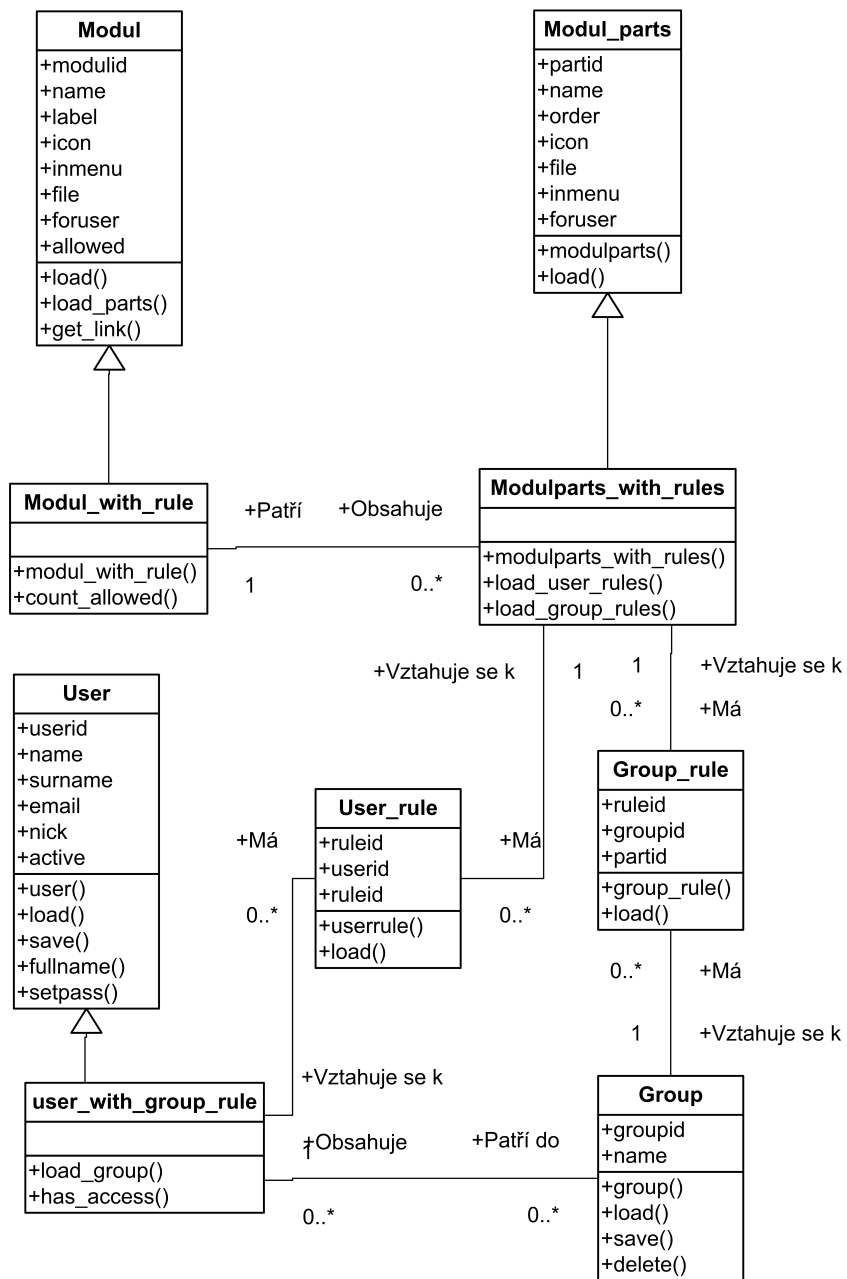 Modul
+modulid
+name
+label
+icon
+inmenu
+file
+foruser
+allowed
+load()
+load_parts()
+get_link()
Modul_parts
+partid
+name
+order
+icon
+file
+inmenu
+foruser
+modulparts()
+load()
Modul_with_rule
+modul_with_rule()
+count_allowed()
+Patří
+Obsahuje
1
0..*
Modulparts_with_rules
+modulparts_with_rules()
+load_user_rules()
+load_group_rules()
+Vztahuje se k
1
1
+Vztahuje se k
0..*
+Má
User
+userid
+name
+surname
+email
+nick
+active
+user()
+load()
+save()
+fullname()
+setpass()
+Má
0..*
User_rule
+ruleid
+userid
+ruleid
+userrule()
+load()
+Má
0..*
Group_rule
+ruleid
+groupid
+partid
+group_rule()
+load()
0..*
+Má
1
+Vztahuje se k
user_with_group_rule
+load_group()
+has_access()
+Vztahuje se k
1
+Obsahuje
+Patří do
0..*
0..*
Group
+groupid
+name
+group()
+load()
+save()
+delete()